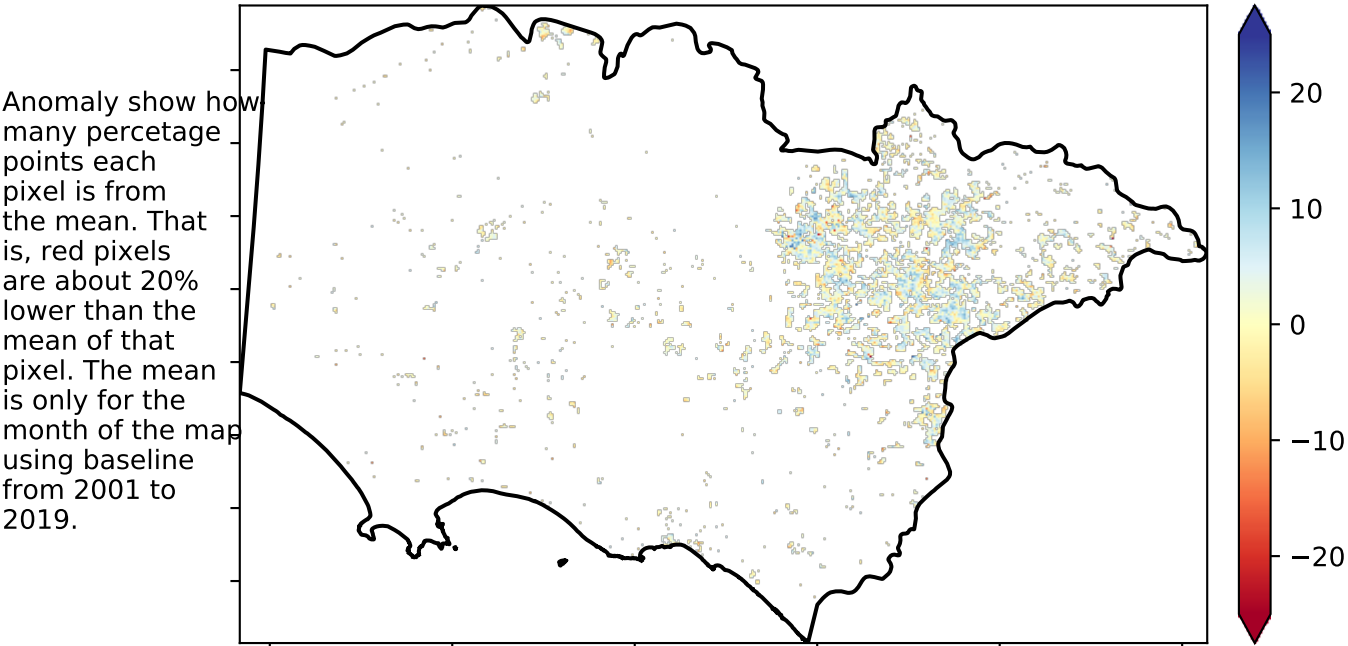 Anomaly show how
many percetage
points each
pixel is from
the mean. That
is, red pixels
are about 20%
lower than the
mean of that
pixel. The mean
is only for the
month of the map
using baseline
from 2001 to
2019.
20
10
0
−10
−20